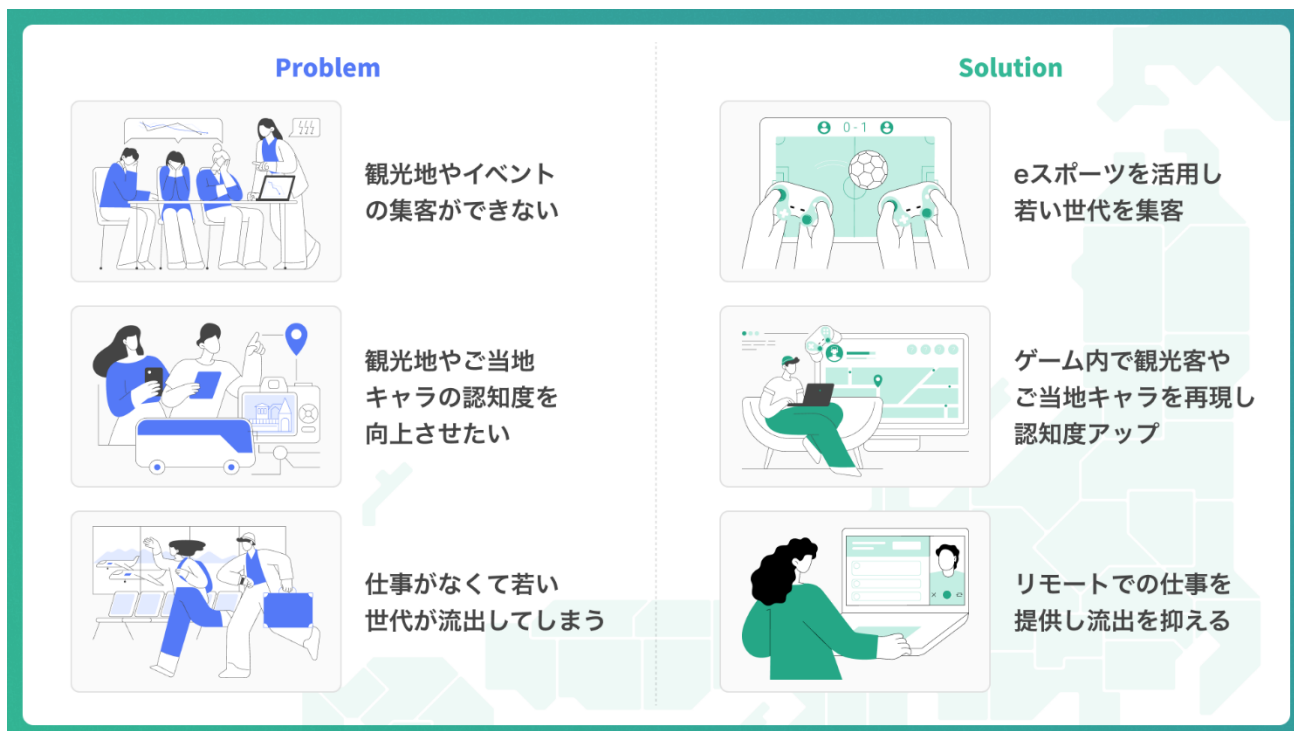 Problem
観光地やイベント
の集客ができない
観光地やご当地
キャラの認知度を
向上させたい
仕事がなくて若い
世代が流出してしまう
Solution
0-1
eスポーツを活用し
若い世代を集客
ゲーム内で観光客や
ご当地キャラを再現し
認知度アップ
リモートでの仕事を
提供し流出を抑える